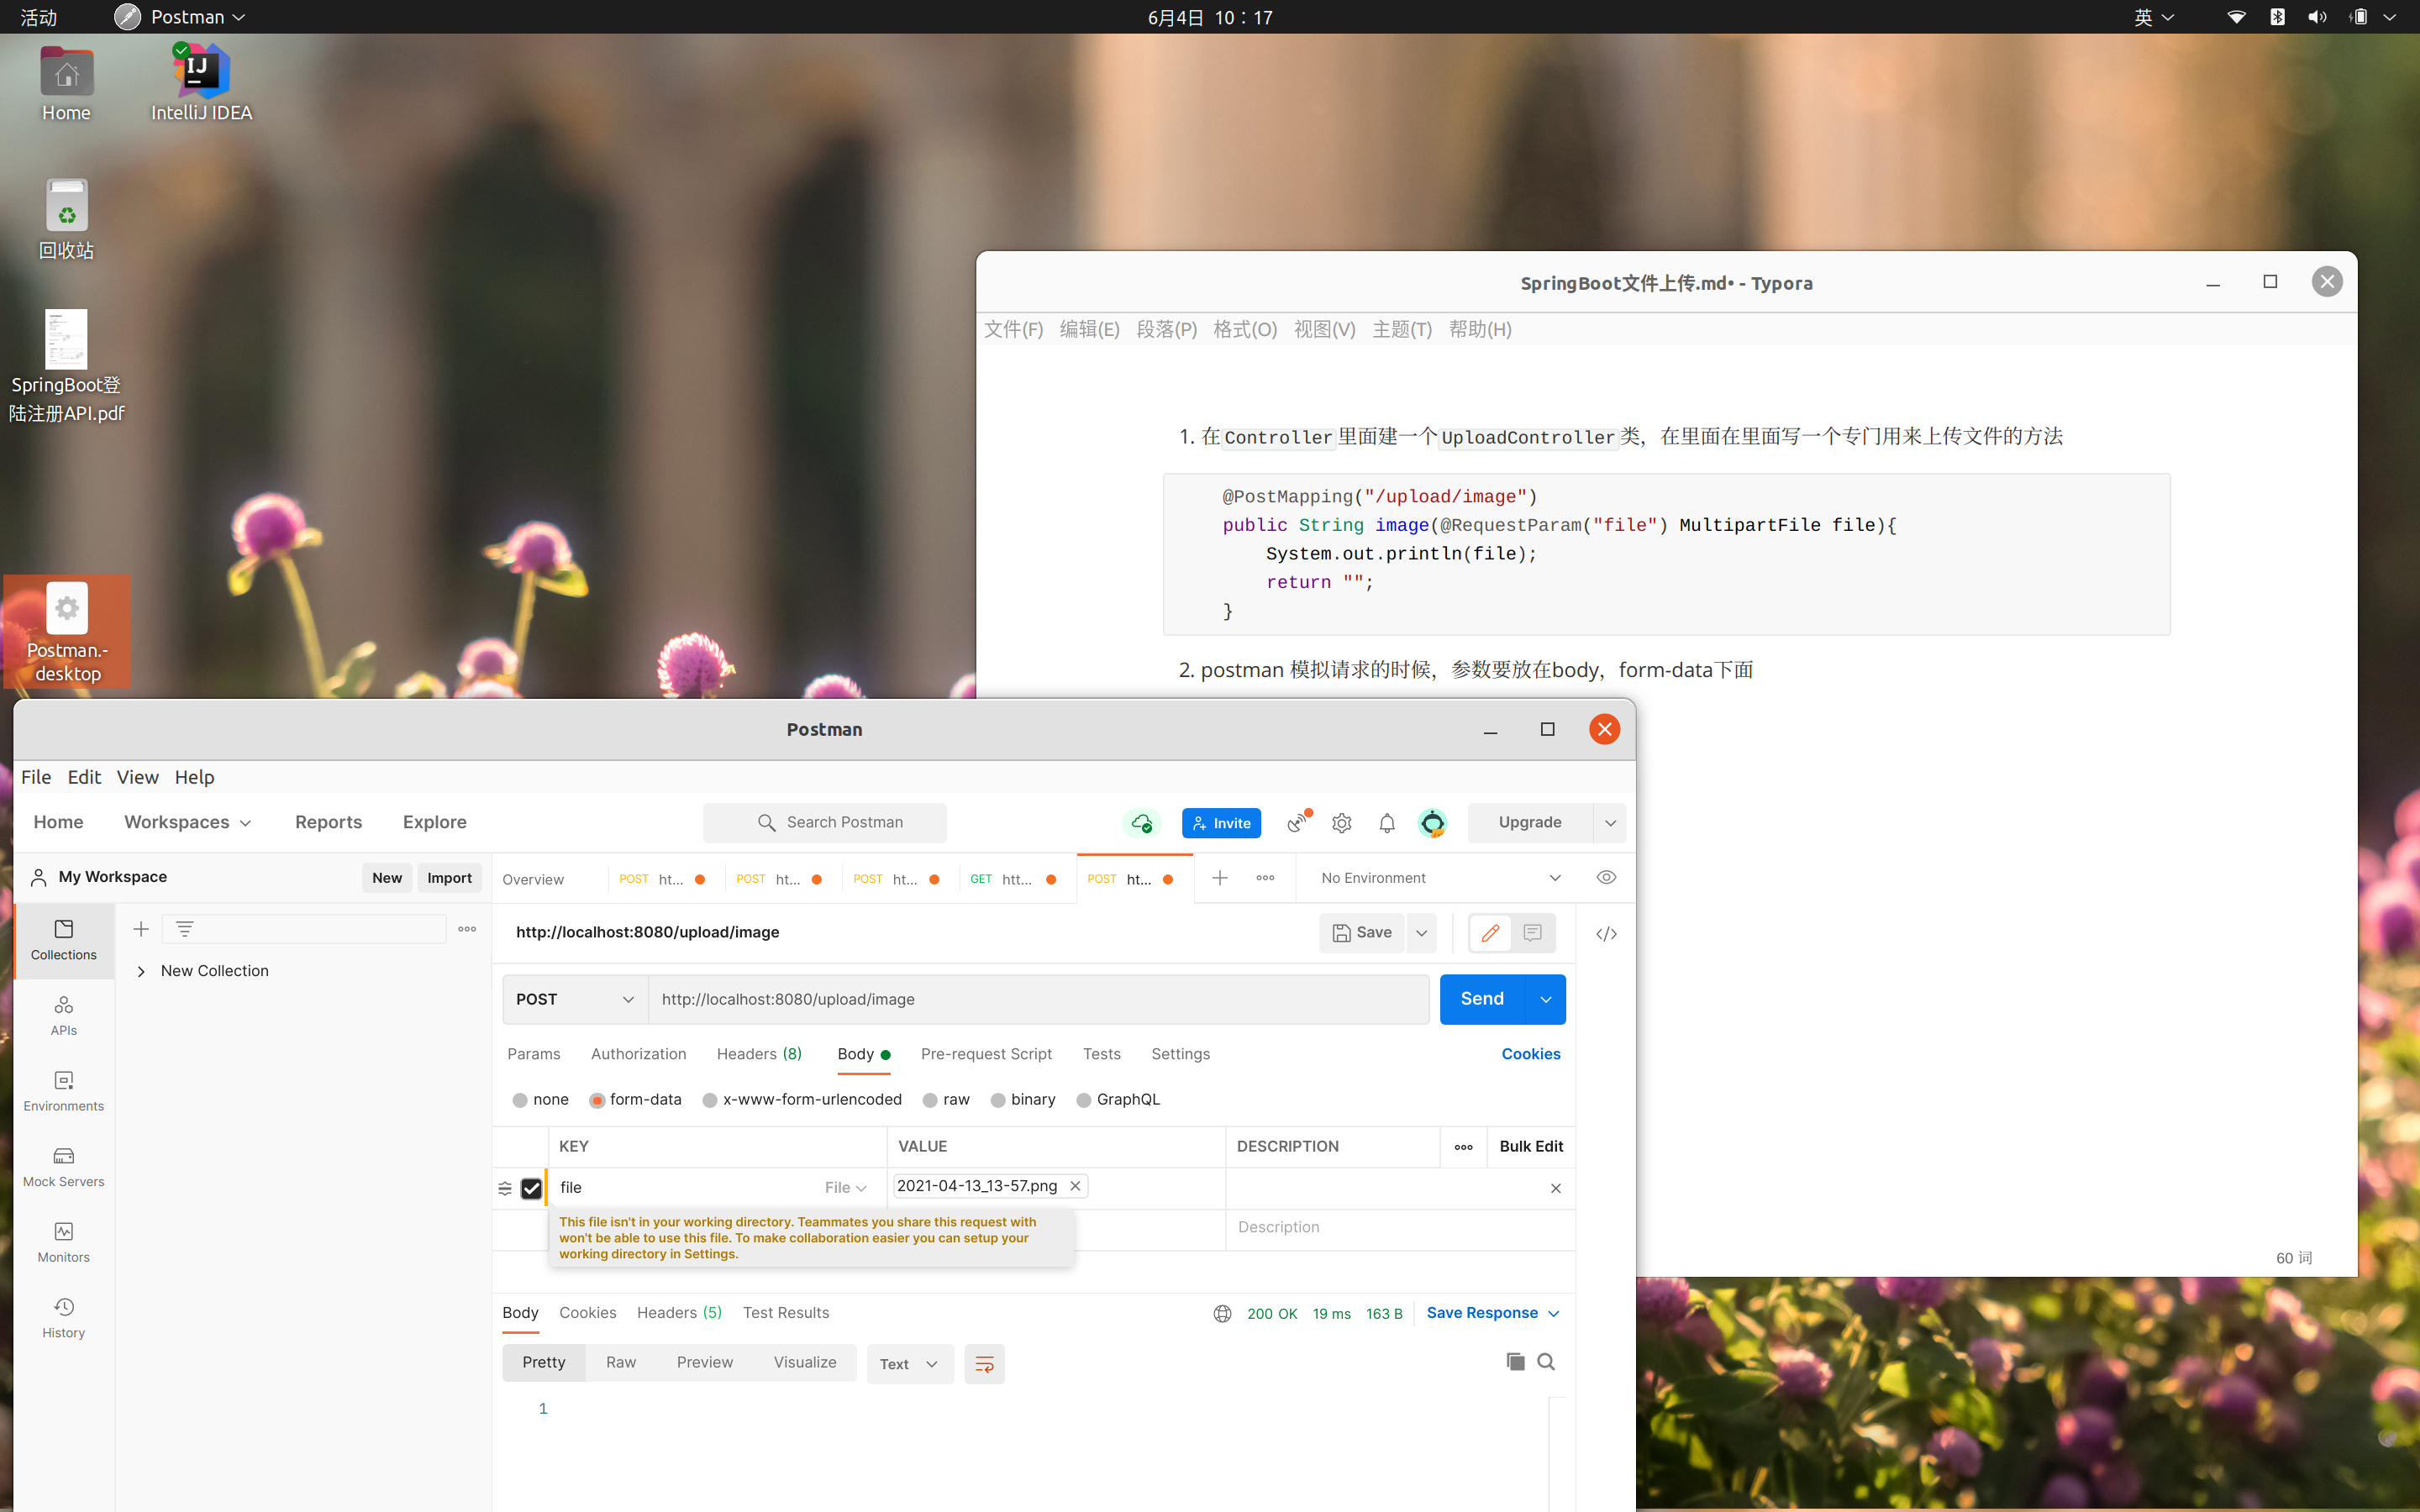 活动
Postman
6月4日 10：17
英
Home
IntelliJ IDEA
回收站
SpringBoot登
陆注册API.pdf
Postman.-
desktop
SpringBoot文件上传.md• - Typora
文件(F) 编辑(E) 段落(P) 格式(O) 视图(V) 主题(T) 帮助(H)
1. 在Controller里面建一个UploadController类，在里面在里面写一个专门用来上传文件的方法
@PostMapping("/upload/image")
public String image(@RequestParam("file") MultipartFile file){
System.out.println(file);
return "";
}
2. postman 模拟请求的时候，参数要放在body，form-data下面
60 词
Postman
File Edit View Help
Home Workspaces Reports Explore
Search Postman
Invite
Upgrade
My Workspace
New Import
Overview
POST ht...
POST ht...
POST ht...
GET htt...
POST ht...
No Environment
Collections
APIs
Environments
Mock Servers
Monitors
History
New Collection
http://localhost:8080/upload/image
Save
POST http://localhost:8080/upload/image
Send
Params Authorization Headers (8) Body Pre-request Script Tests Settings Cookies
none form-data x-www-form-urlencoded raw binary GraphQL
KEY VALUE DESCRIPTION Bulk Edit
file File 2021-04-13_13-57.png
This file isn't in your working directory. Teammates you share this request with
won't be able to use this file. To make collaboration easier you can setup your
working directory in Settings.
Description
Body Cookies Headers (5) Test Results
200 OK 19 ms 163 B Save Response
Pretty Raw Preview Visualize Text
1